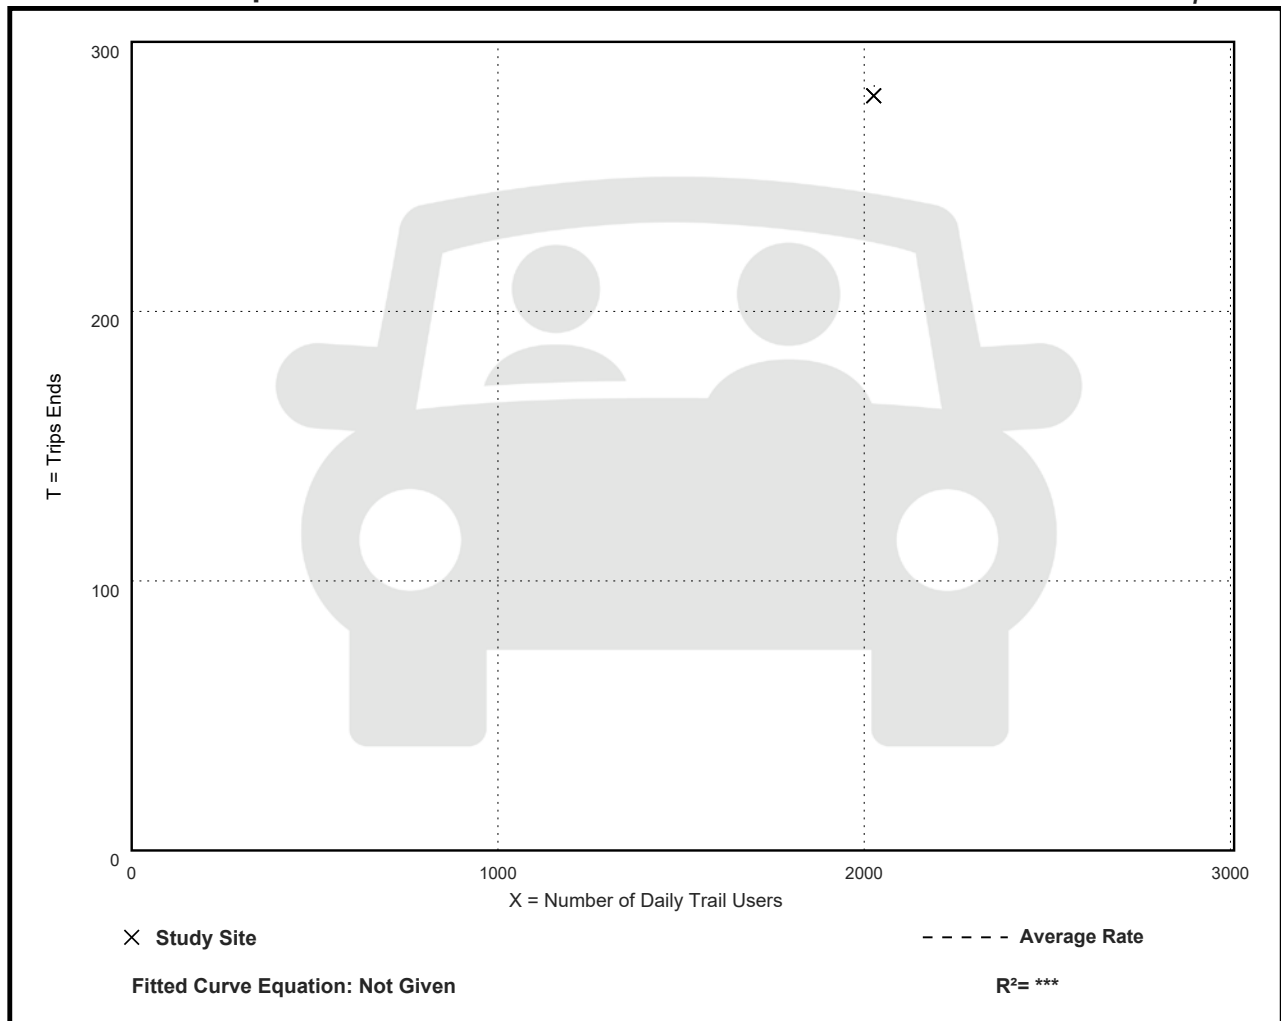 300
200
100
0
T = Trips Ends
0 1000 2000 3000
X = Number of Daily Trail Users
Study Site
Average Rate
Fitted Curve Equation: Not Given
R²= ***